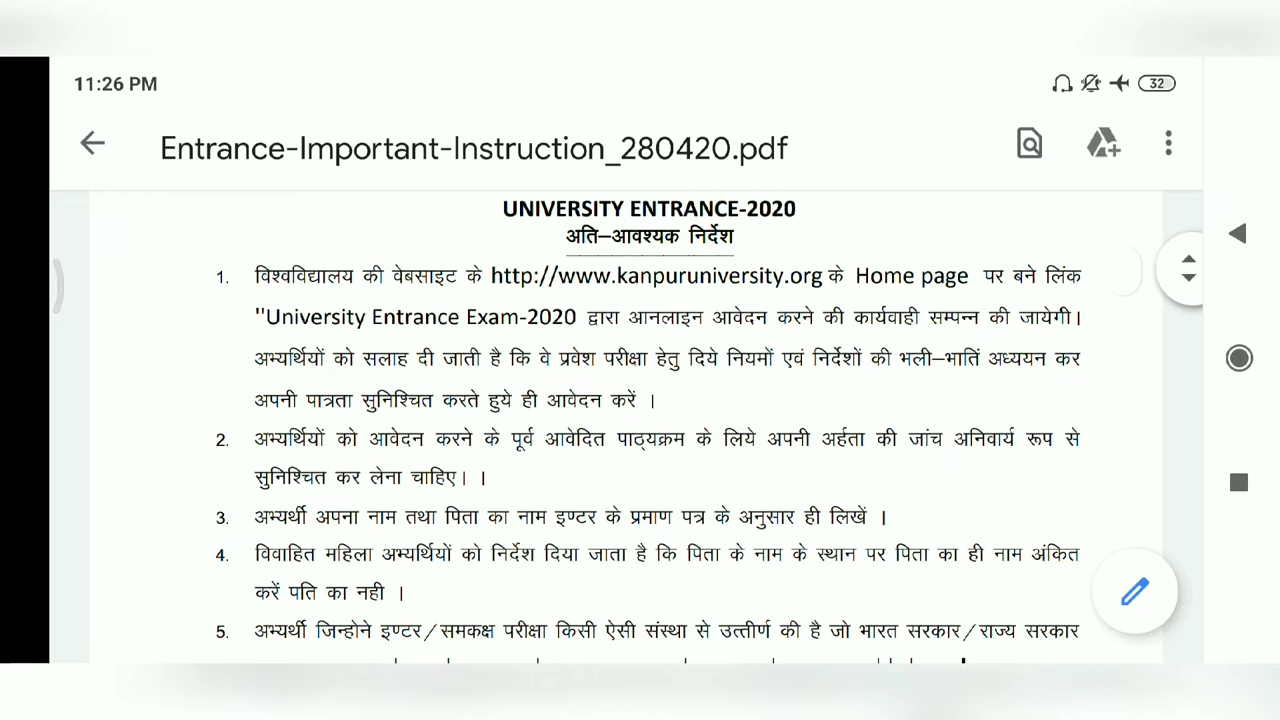 11:26 PM
32
Entrance-Important-Instruction_280420.pdf
UNIVERSITY ENTRANCE-2020
अति–आवश्यक निर्देश
1. विश्वविद्यालय की वेबसाइट के http://www.kanpuruniversity.org के Home page पर बने लिंक
"University Entrance Exam-2020 द्वारा आनलाइन आवेदन करने की कार्यवाही सम्पन्न की जायेगी।
अभ्यर्थियों को सलाह दी जाती है कि वे प्रवेश परीक्षा हेतु दिये नियमों एवं निर्देशों की भली–भातिं अध्ययन कर
अपनी पात्रता सुनिश्चित करते हुये ही आवेदन करें ।
2. अभ्यर्थियों को आवेदन करने के पूर्व आवेदित पाठ्यक्रम के लिये अपनी अर्हता की जांच अनिवार्य रूप से
सुनिश्चित कर लेना चाहिए। ।
3. अभ्यर्थी अपना नाम तथा पिता का नाम इण्टर के प्रमाण पत्र के अनुसार ही लिखें ।
4. विवाहित महिला अभ्यर्थियों को निर्देश दिया जाता है कि पिता के नाम के स्थान पर पिता का ही नाम अंकित
करें पति का नही ।
5. अभ्यर्थी जिन्होने इण्टर/समकक्ष परीक्षा किसी ऐसी संस्था से उत्तीर्ण की है जो भारत सरकार/राज्य सरकार